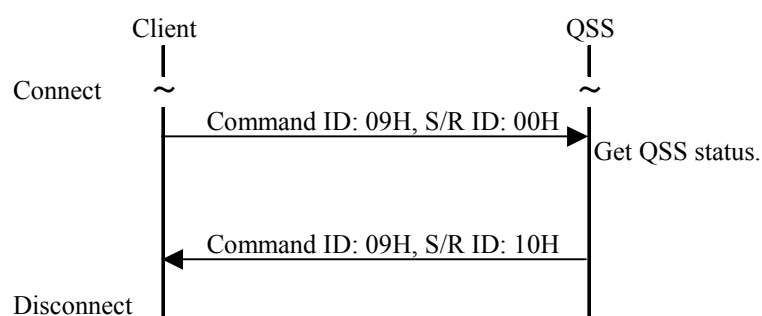 Client QSS
Connect ~ ~
Command ID: 09H, S/R ID: 00H
Get QSS status.
Command ID: 09H, S/R ID: 10H
Disconnect